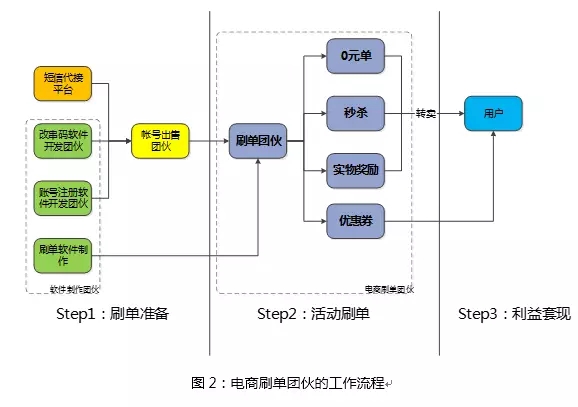 短信代接
平台
改串码软件
开发团伙
账号注册软
件开发团伙
刷单软件制
作
软件制作团伙
帐号出售
团伙
刷单团伙
0元单
秒杀
实物奖励
优惠券
电商刷单团伙
转卖
用户
Step1：刷单准备
Step2：活动刷单
Step3：利益套现
图 2：电商刷单团伙的工作流程